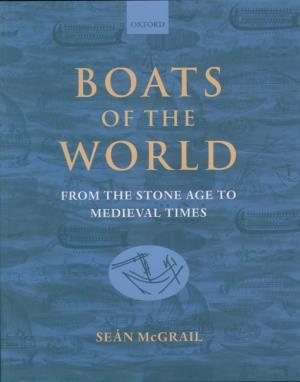 OXFORD
BOATS
OF THE
WORLD
FROM THE STONE AGE TO
MEDIEVAL TIMES
SEÁN McGRAIL